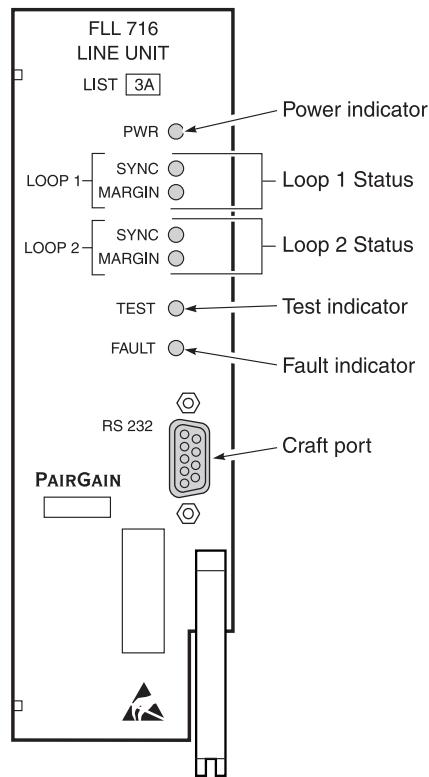 FLL 716
LINE UNIT
LIST 3A
PWR
Power indicator
LOOP 1
SYNC
MARGIN
Loop 1 Status
LOOP 2
SYNC
MARGIN
Loop 2 Status
TEST
Test indicator
FAULT
Fault indicator
RS 232
Craft port
PAIRGAIN